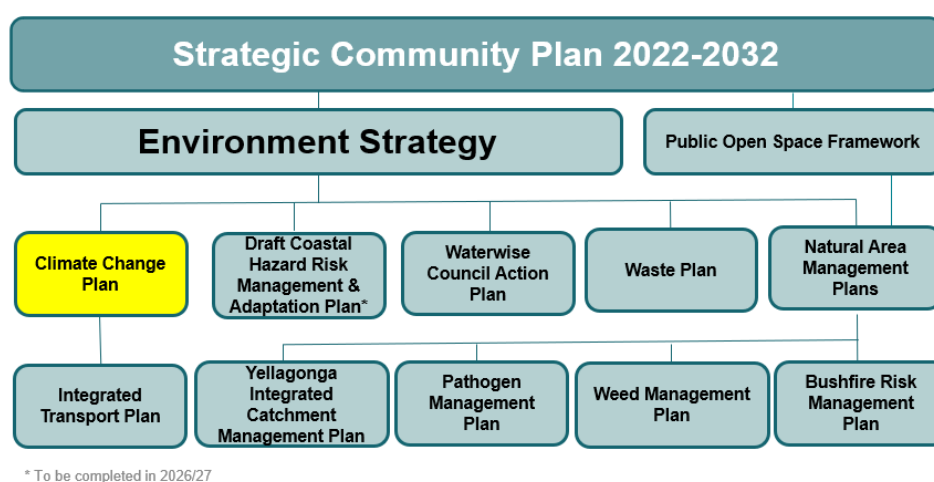 Strategic Community Plan 2022-2032
Environment Strategy
Public Open Space Framework
Climate Change
Plan
Draft Coastal
Hazard Risk
Management &
Adaptation Plan*
Waterwise
Council Action
Plan
Waste Plan
Natural Area
Management
Plans
Integrated
Transport Plan
Yellagonga
Integrated
Catchment
Management Plan
Pathogen
Management
Plan
Weed Management
Plan
Bushfire Risk
Management
Plan
* To be completed in 2026/27